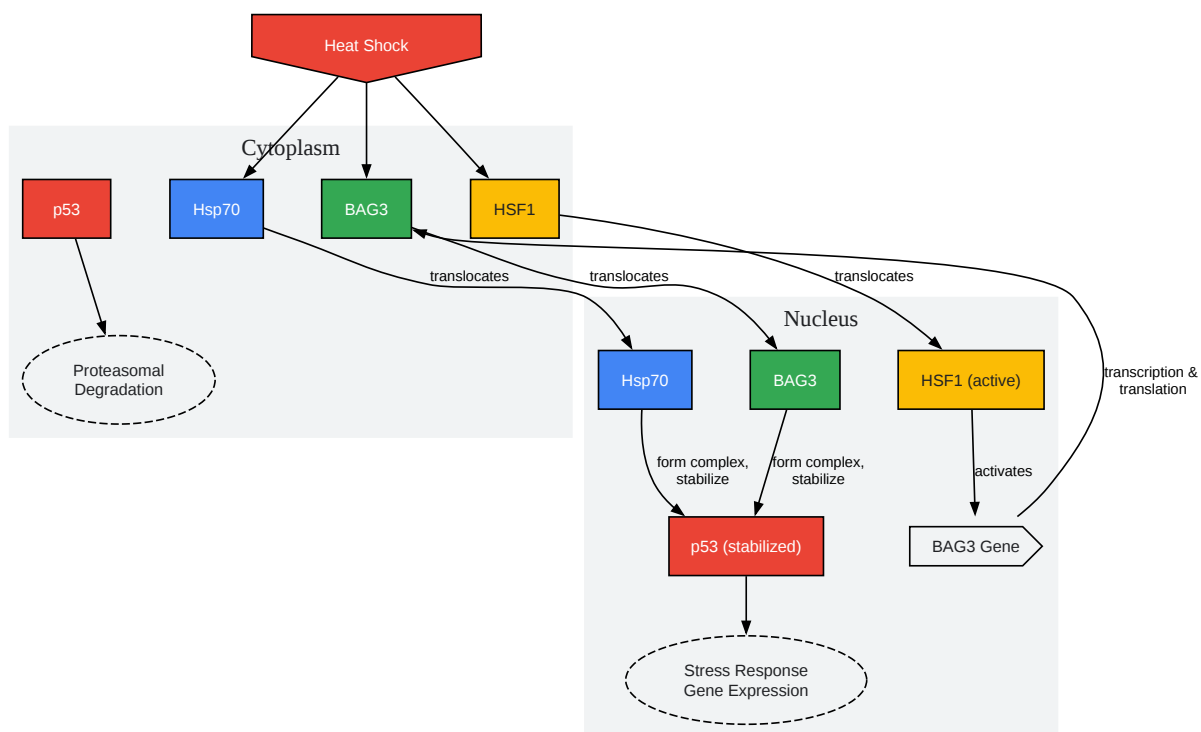 Heat Shock
Cytoplasm
p53
Hsp70
BAG3
HSF1
translocates
translocates
translocates
Nucleus
Proteasomal
Degradation
Hsp70
BAG3
HSF1 (active)
transcription &
translation
form complex,
stabilize
form complex,
stabilize
activates
p53 (stabilized)
BAG3 Gene
Stress Response
Gene Expression